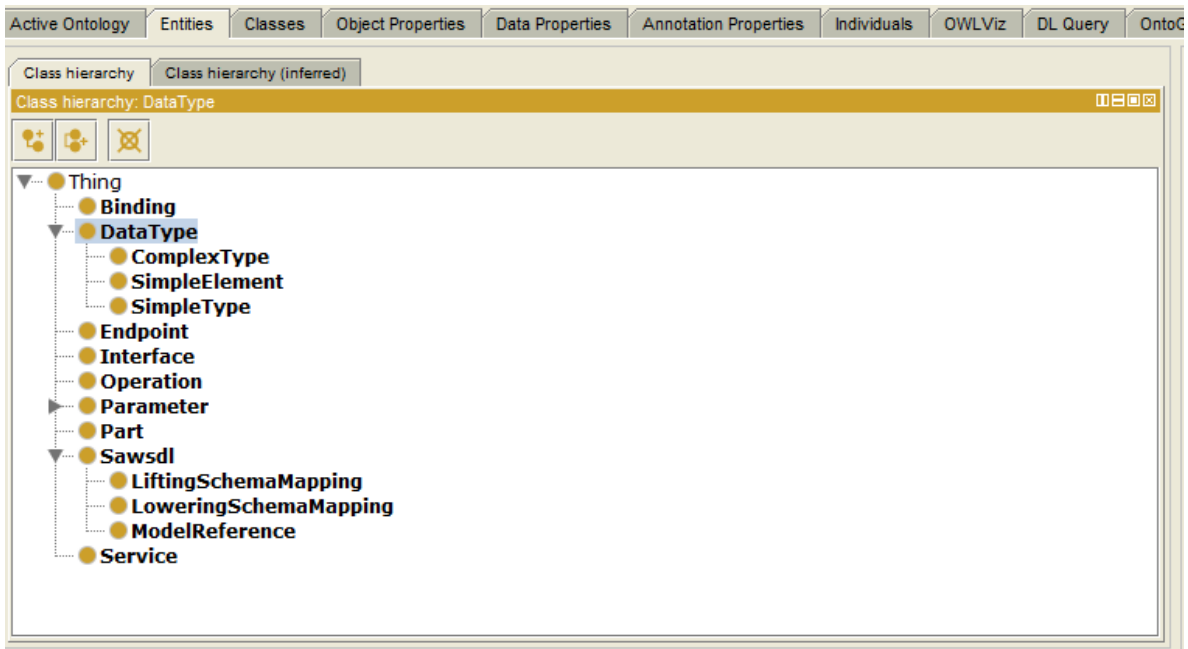 Active Ontology Entities Classes Object Properties Data Properties Annotation Properties Individuals OWLViz DL Query OntoG
Class hierarchy Class hierarchy (inferred)
Class hierarchy: DataType
Thing
Binding
DataType
ComplexType
SimpleElement
SimpleType
Endpoint
Interface
Operation
Parameter
Part
Sawsdl
LiftingSchemaMapping
LoweringSchemaMapping
ModelReference
Service